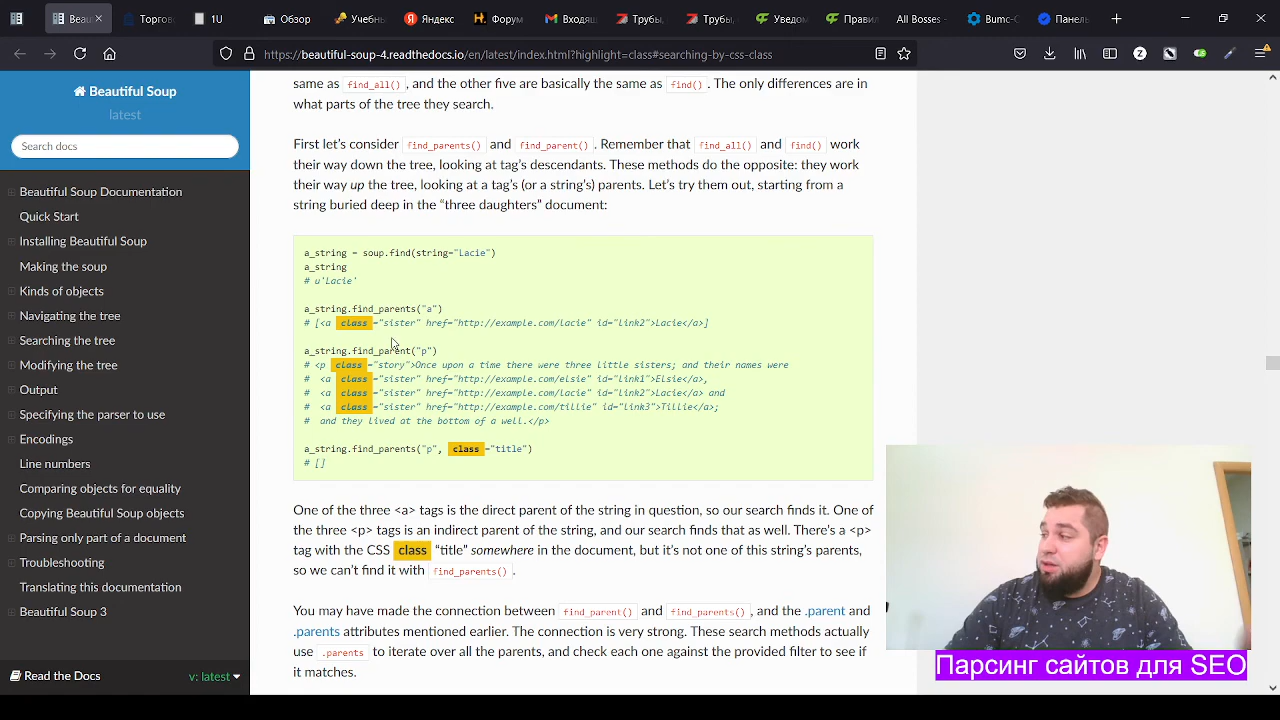 Beau
Торгов
1U
Обзор
Учебны
Яндекс
Форум
Входящ
Трубы,
Трубы,
Уведом
Правил
All Bosses -
Bumc-C
Панель
https://beautiful-soup-4.readthedocs.io/en/latest/index.html?highlight=class#searching-by-css-class
Beautiful Soup
latest
Search docs
Beautiful Soup Documentation
Quick Start
Installing Beautiful Soup
Making the soup
Kinds of objects
Navigating the tree
Searching the tree
Modifying the tree
Output
Specifying the parser to use
Encodings
Line numbers
Comparing objects for equality
Copying Beautiful Soup objects
Parsing only part of a document
Troubleshooting
Translating this documentation
Beautiful Soup 3
Read the Docs
v: latest
same as find_all() , and the other five are basically the same as find() . The only differences are in
what parts of the tree they search.
First let’s consider find_parents() and find_parent() . Remember that find_all() and find() work
their way down the tree, looking at tag’s descendants. These methods do the opposite: they work
their way up the tree, looking at a tag’s (or a string’s) parents. Let’s try them out, starting from a
string buried deep in the “three daughters” document:
a_string = soup.find(string="Lacie")
a_string
# u'Lacie'
a_string.find_parents("a")
# [<a class="sister" href="http://example.com/lacie" id="link2">Lacie</a>]
a_string.find_parent("p")
# <p class="story">Once upon a time there were three little sisters; and their names were
#  <a class="sister" href="http://example.com/elsie" id="link1">Elsie</a>,
#  <a class="sister" href="http://example.com/lacie" id="link2">Lacie</a> and
#  <a class="sister" href="http://example.com/tillie" id="link3">Tillie</a>;
#  and they lived at the bottom of a well.</p>
a_string.find_parents("p", class="title")
# []
One of the three <a> tags is the direct parent of the string in question, so our search finds it. One of
the three <p> tags is an indirect parent of the string, and our search finds that as well. There’s a <p>
tag with the CSS class “title” somewhere in the document, but it’s not one of this string’s parents,
so we can’t find it with find_parents() .
You may have made the connection between find_parent() and find_parents() , and the .parent and
.parents attributes mentioned earlier. The connection is very strong. These search methods actually
use .parents to iterate over all the parents, and check each one against the provided filter to see if
it matches.
Парсинг сайтов для SEO